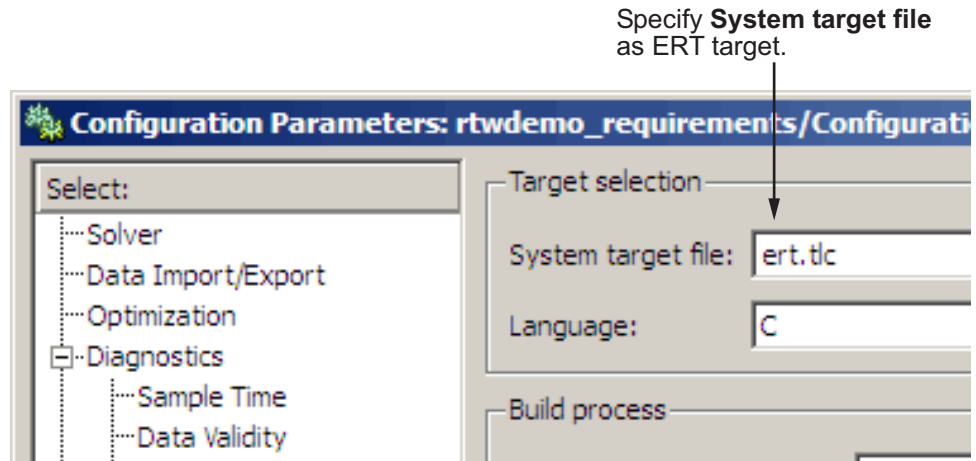 Specify System target file
as ERT target.
Configuration Parameters: rtwdemo_requirements/Configurati
Select:
Solver
Data Import/Export
Optimization
Diagnostics
Sample Time
Data Validity
Target selection
System target file: ert.tlc
Language: C
Build process